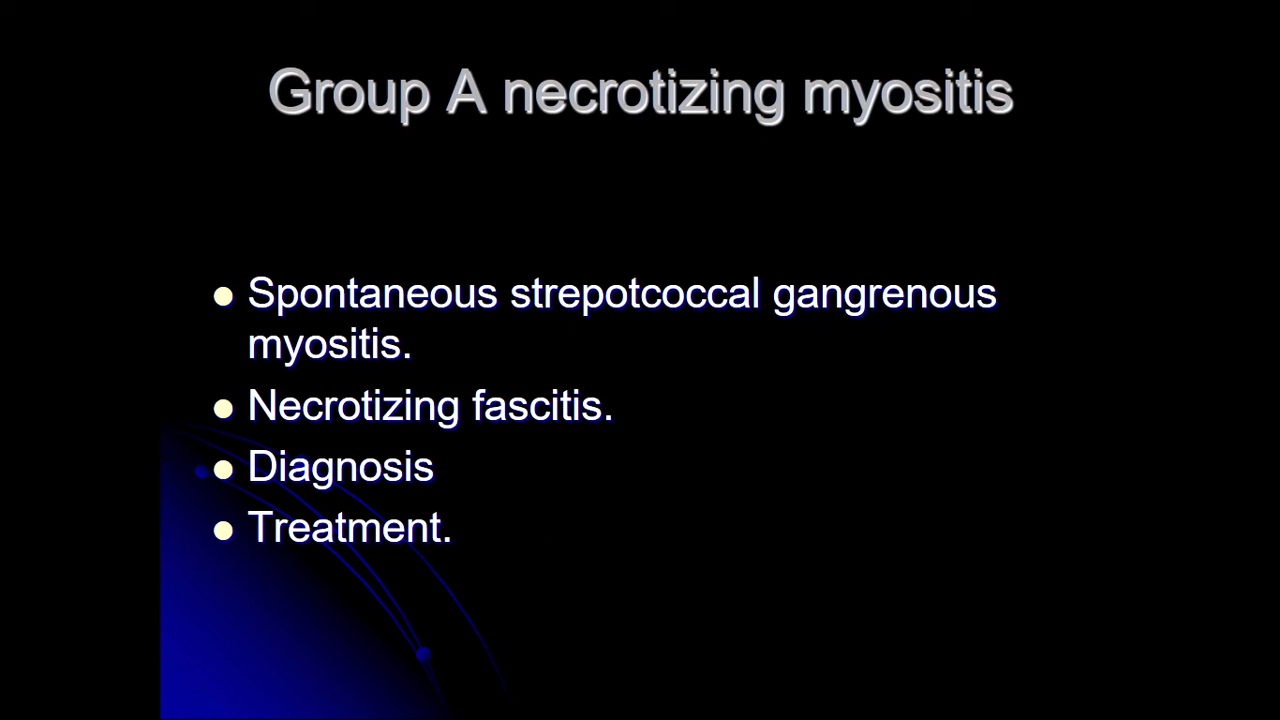 Group A necrotizing myositis
Spontaneous strepotcoccal gangrenous
myositis.
Necrotizing fascitis.
Diagnosis
Treatment.